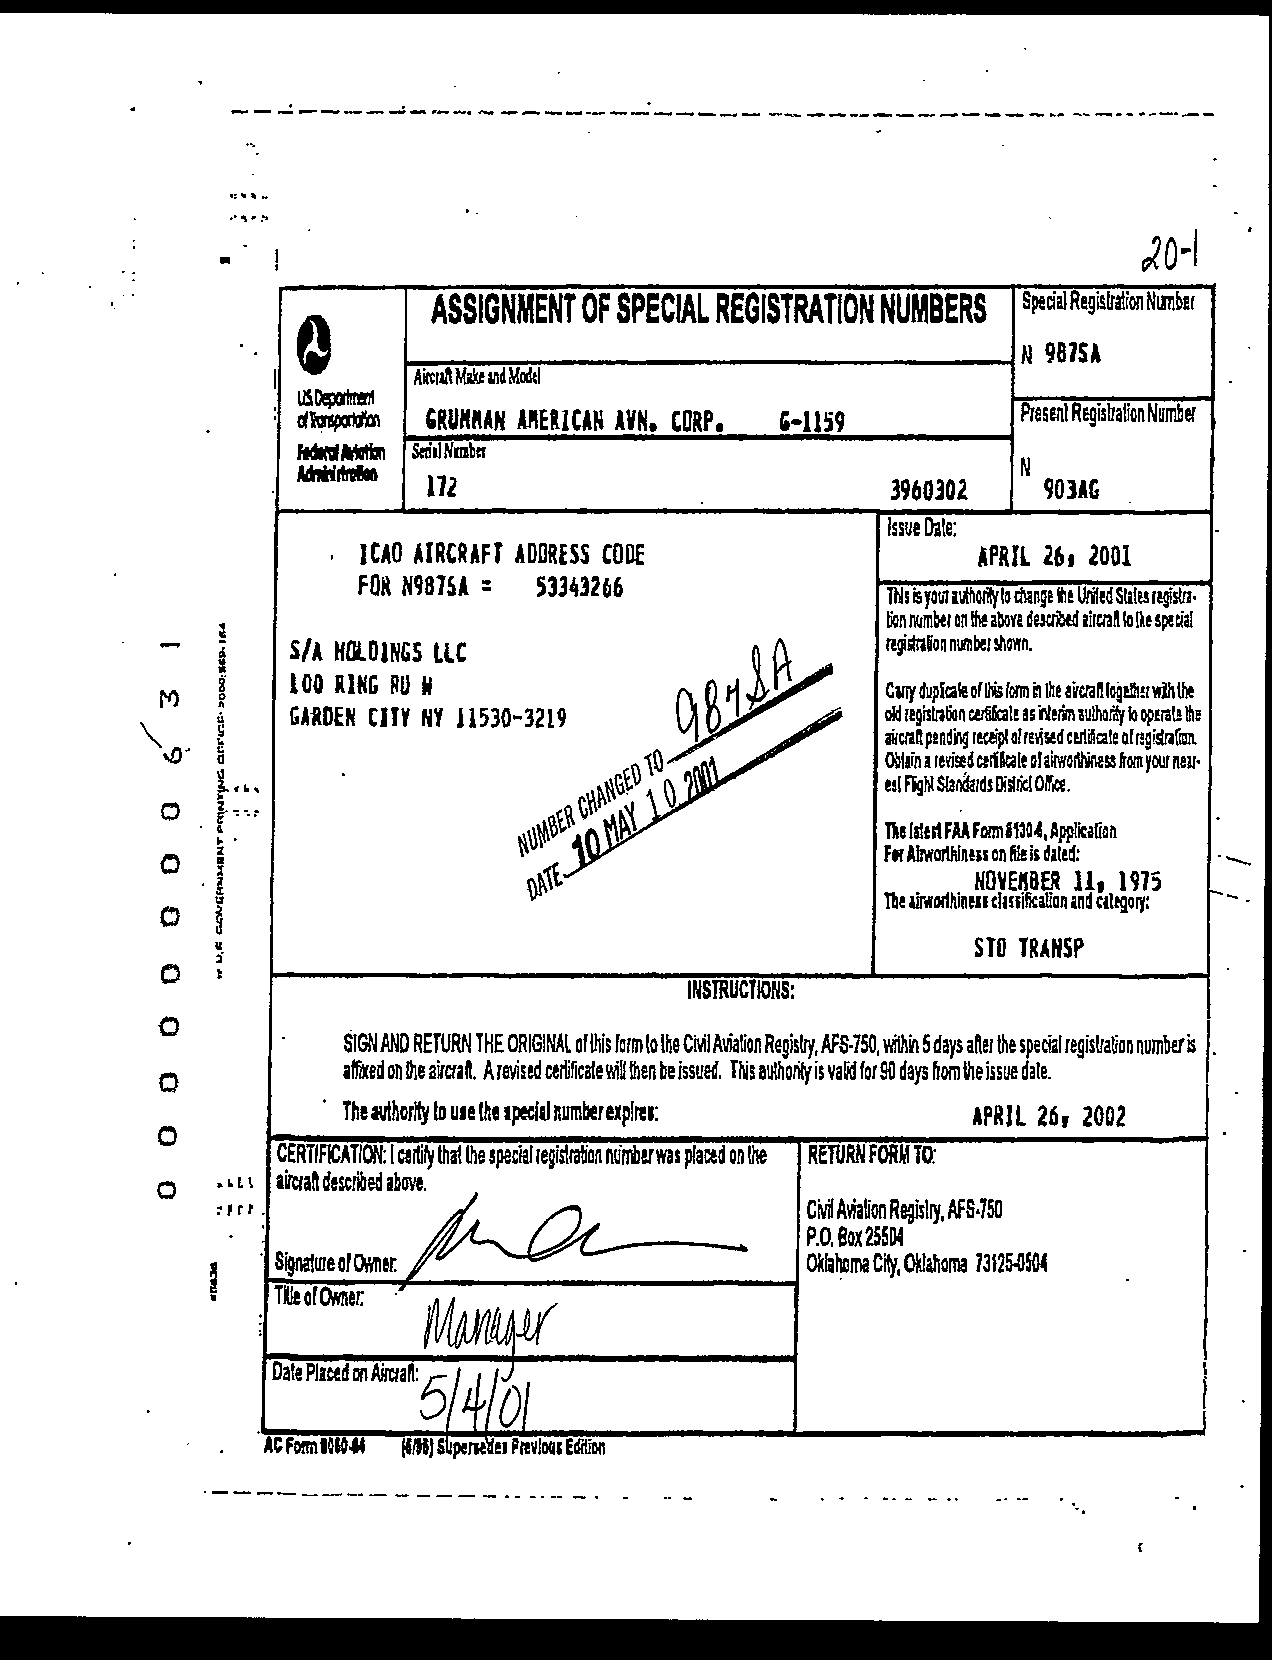 20-1
ASSIGNMENT OF SPECIAL REGISTRATION NUMBERS
Special Registration Number
N 987SA
US Department
of Transportation
Federal Aviation
Administration
Aircraft Make and Model
GRUMMAN AMERICAN AVN. CORP. G-1159
Present Registration Number
N
903AG
Serial Number
172 3960302
ICAO AIRCRAFT ADDRESS CODE
FOR N987SA = 53343266
S/A HOLDINGS LLC
100 RING RD W
GARDEN CITY NY 11530-3219
NUMBER CHANGED TO 987SA
DATE 10 MAY 10 2001
Issue Date:
APRIL 26, 2001
This is your authority to change the United States registra-
tion number on the above described aircraft to the special
registration number shown.
Carry duplicate of this form in the aircraft together with the
old registration certificate as interim authority to operate the
aircraft pending receipt of revised certificate of registration.
Obtain a revised certificate of airworthiness from your near-
est Flight Standards District Office.
The latest FAA Form 8130-6, Application
For Airworthiness on file is dated:
NOVEMBER 11, 1975
The airworthiness classification and category:
STD TRANSP
INSTRUCTIONS:
SIGN AND RETURN THE ORIGINAL of this form to the Civil Aviation Registry, AFS-750, within 5 days after the special registration number is
affixed on the aircraft. A revised certificate will then be issued. This authority is valid for 90 days from the issue date.
The authority to use the special number expires: APRIL 26, 2002
CERTIFICATION: I certify that the special registration number was placed on the
aircraft described above.
Signature of Owner:
Title of Owner:
Manager
Date Placed on Aircraft:
5/4/01
RETURN FORM TO:
Civil Aviation Registry, AFS-750
P.O. Box 25504
Oklahoma City, Oklahoma 73125-0504
AC Form 8050-64 (6/96) Supersedes Previous Edition
000000000631